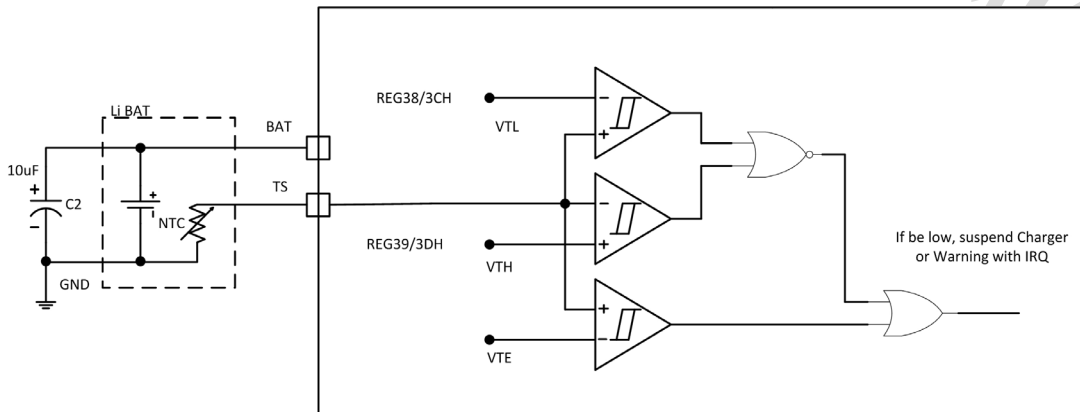 Li BAT
BAT
10uF
+
C2
-
+
NTC
TS
GND
REG38/3CH
VTL
-
+
REG39/3DH
VTH
-
+
VTE
+
-
If be low, suspend Charger
or Warning with IRQ